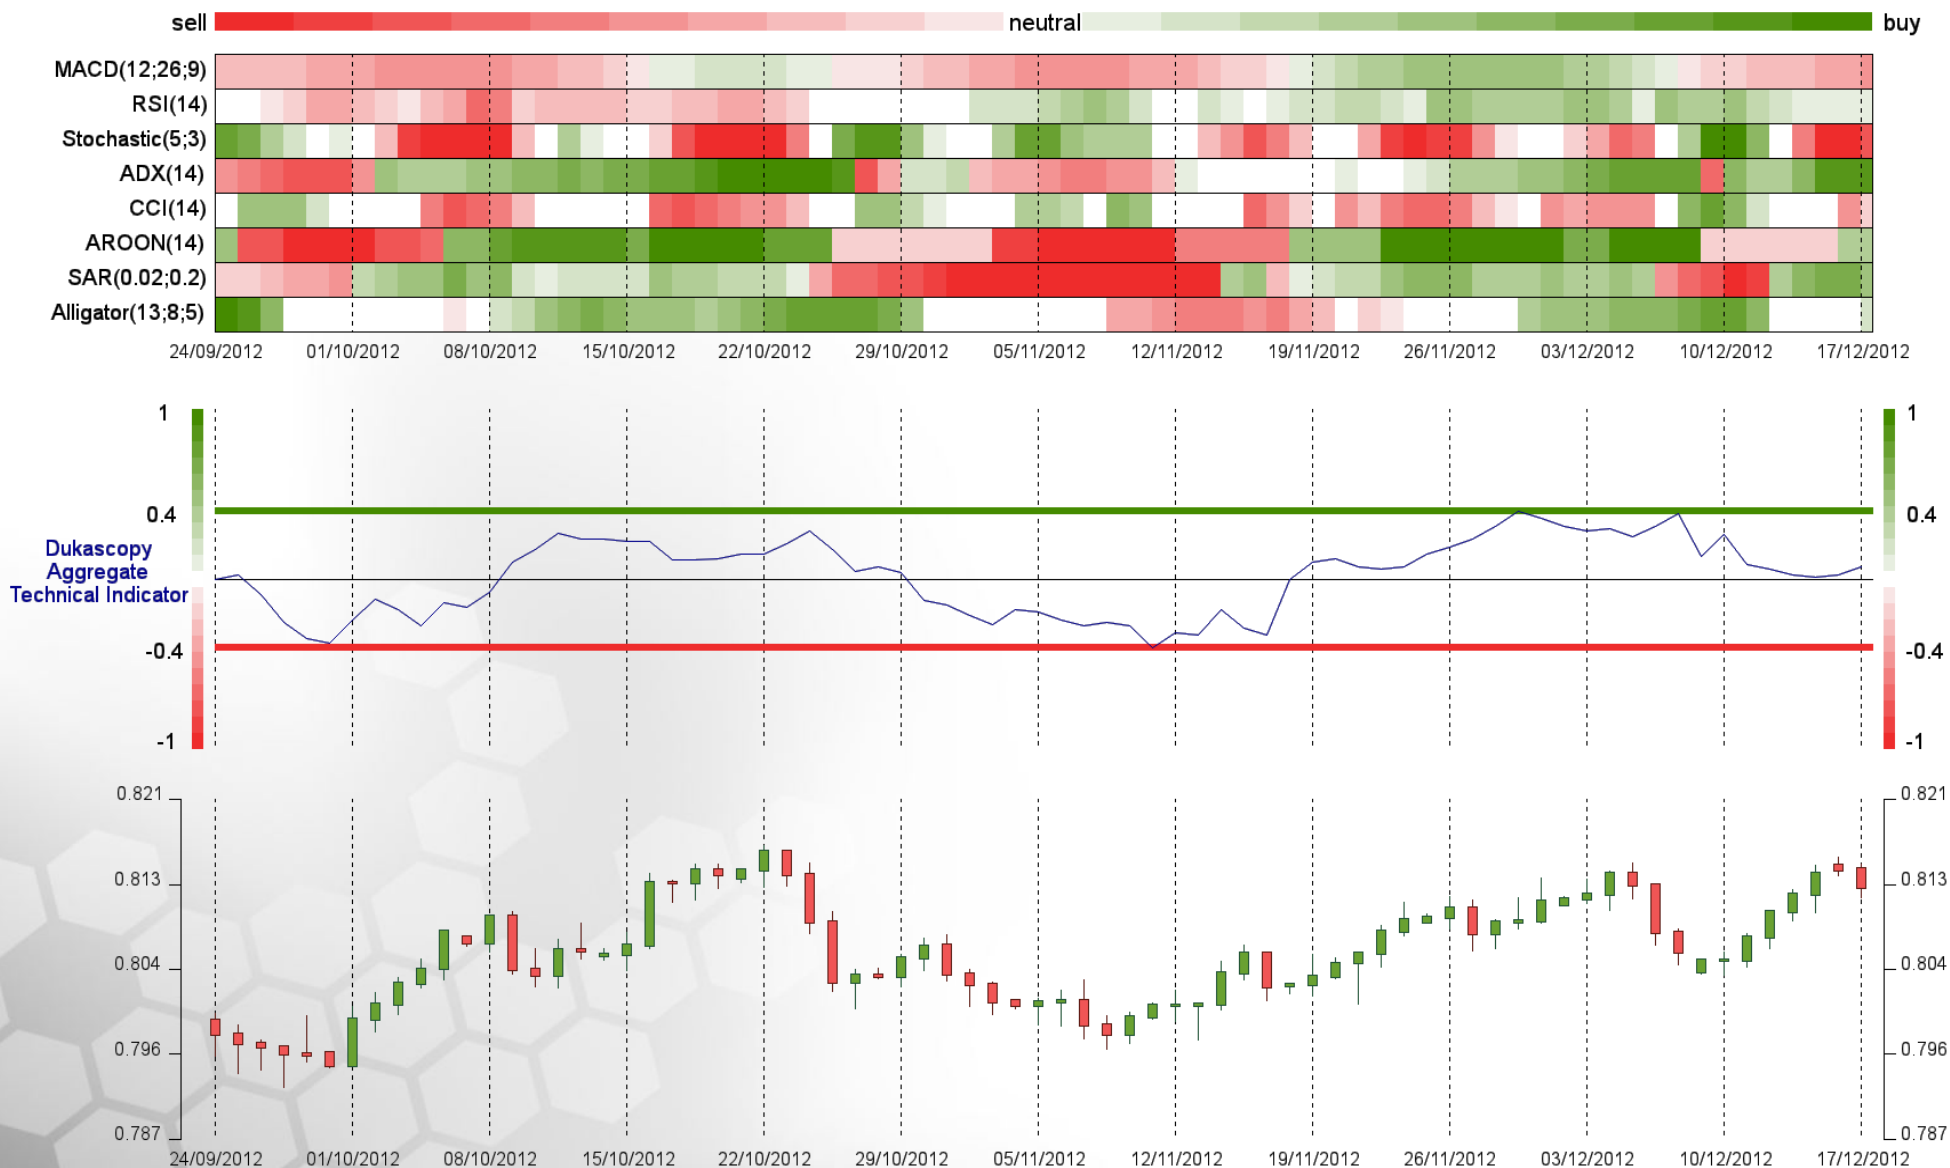 sell neutral buy
MACD(12;26;9)
RSI(14)
Stochastic(5;3)
ADX(14)
CCI(14)
AROON(14)
SAR(0.02;0.2)
Alligator(13;8;5)
24/09/2012 01/10/2012 08/10/2012 15/10/2012 22/10/2012 29/10/2012 05/11/2012 12/11/2012 19/11/2012 26/11/2012 03/12/2012 10/12/2012 17/12/2012
1 1
0.4 0.4
Dukascopy
Aggregate
Technical Indicator
-0.4 -0.4
-1 -1
0.821 0.821
0.813 0.813
0.804 0.804
0.796 0.796
0.787 0.787
24/09/2012 01/10/2012 08/10/2012 15/10/2012 22/10/2012 29/10/2012 05/11/2012 12/11/2012 19/11/2012 26/11/2012 03/12/2012 10/12/2012 17/12/2012